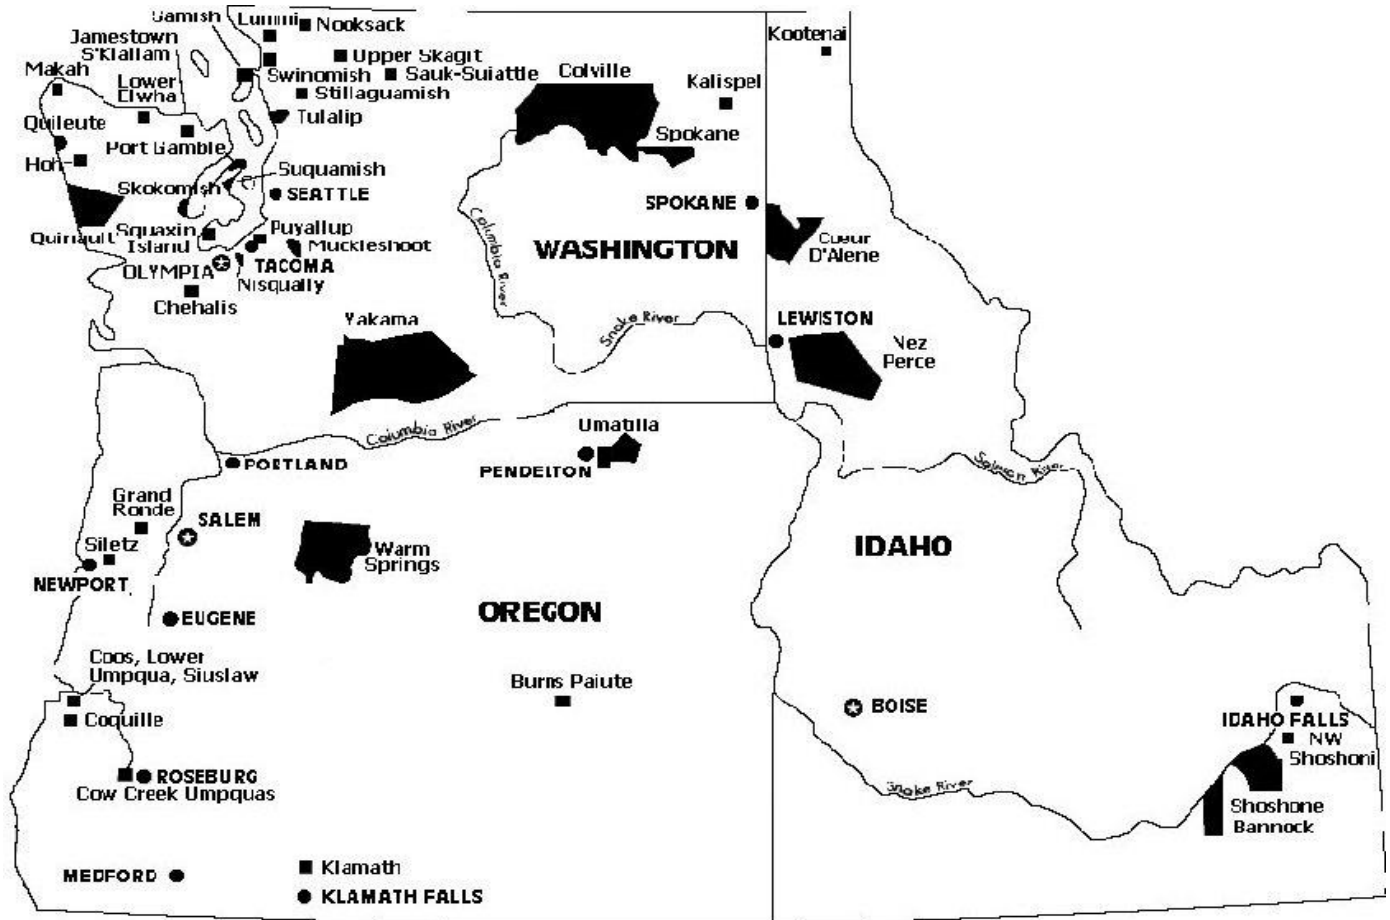 Samish
Lummi
Nooksack
Jamestown
S'Klallam
Upper Skagit
Makah
Lower
Elwha
Swinomish
Sauk-Suiattle
Stillaguamish
Quileute
Port Gamble
Tulalip
Hoh
Suquamish
Skokomish
SEATTLE
Quinault
Squaxin
Island
Puyallup
Muckleshoot
OLYMPIA
TACOMA
Nisqually
Chehalis
Yakama
Colville
Kalispel
Spokane
SPOKANE
WASHINGTON
Columbia River
Snake River
Kootenai
Coeur
D'Alene
LEWISTON
Nez
Perce
Columbia River
Umatilla
PENDELTON
PORTLAND
Grand
Ronde
SALEM
Siletz
NEWPORT
Warm
Springs
EUGENE
OREGON
Coos, Lower
Umpqua, Siuslaw
Coquille
Burns Paiute
ROSEBURG
Cow Creek Umpquas
MEDFORD
Klamath
KLAMATH FALLS
Salmon River
IDAHO
BOISE
IDAHO FALLS
NW
Shoshoni
Snake River
Shoshone
Bannock